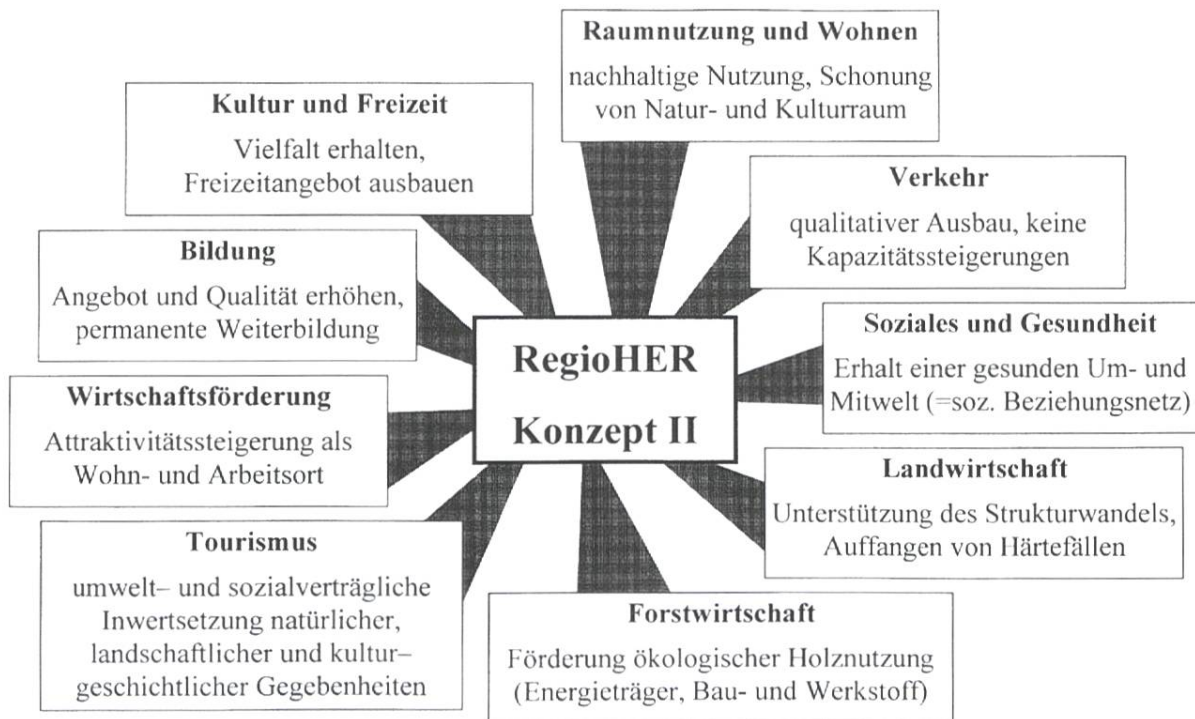 Raumnutzung und Wohnen
nachhaltige Nutzung, Schonung
von Natur- und Kulturraum
Kultur und Freizeit
Vielfalt erhalten,
Freizeitangebot ausbauen
Verkehr
qualitativer Ausbau, keine
Kapazitätssteigerungen
Bildung
Angebot und Qualität erhöhen,
permanente Weiterbildung
RegioHER
Konzept II
Soziales und Gesundheit
Erhalt einer gesunden Um- und
Mitwelt (=soz. Beziehungsnetz)
Wirtschaftsförderung
Attraktivitätssteigerung als
Wohn- und Arbeitsort
Landwirtschaft
Unterstützung des Strukturwandels,
Auffangen von Härtefällen
Tourismus
umwelt– und sozialverträgliche
Inwertsetzung natürlicher,
landschaftlicher und kultur–
geschichtlicher Gegebenheiten
Forstwirtschaft
Förderung ökologischer Holznutzung
(Energieträger, Bau- und Werkstoff)